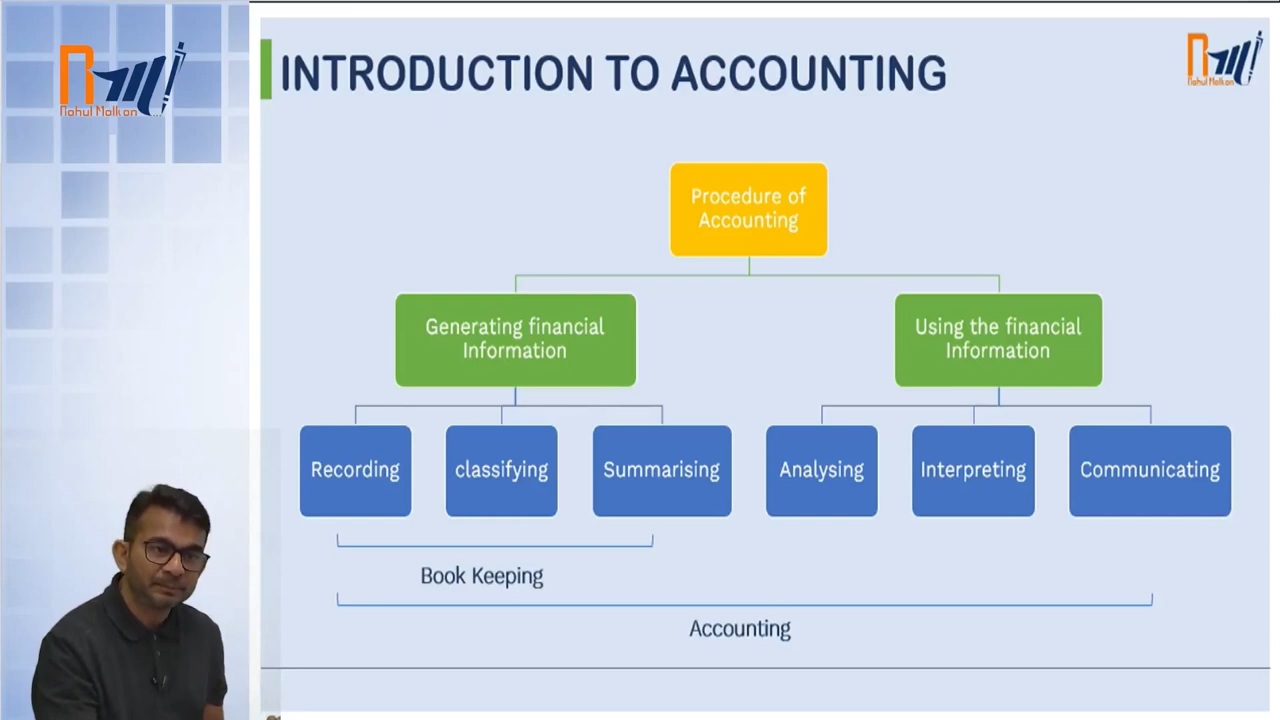 Rahul Malkan
INTRODUCTION TO ACCOUNTING
Rahul Malkan
Procedure of
Accounting
Generating financial
Information
Using the financial
Information
Recording
classifying
Summarising
Analysing
Interpreting
Communicating
Book Keeping
Accounting